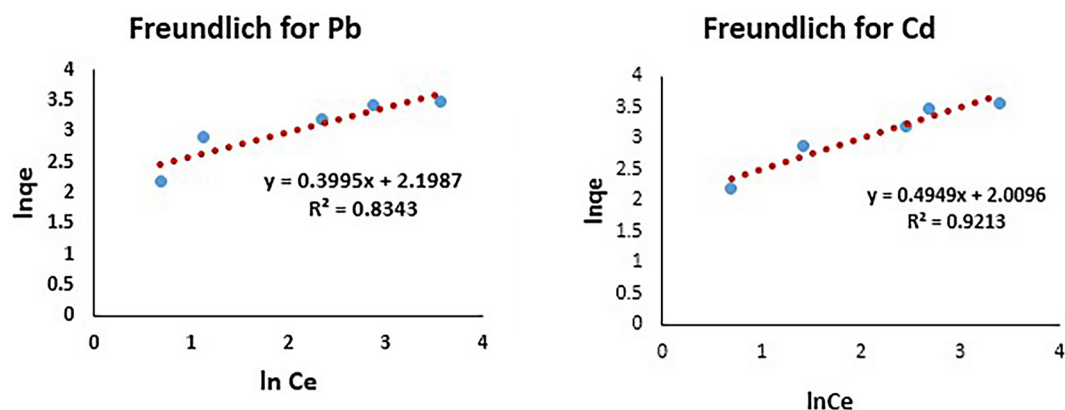 Freundlich for Pb
4
3.5
3
2.5
2
1.5
1
0.5
0
lnqe
y = 0.3995x + 2.1987
R² = 0.8343
0 1 2 3 4
ln Ce
Freundlich for Cd
4
3.5
3
2.5
2
1.5
1
0.5
0
lnqe
y = 0.4949x + 2.0096
R² = 0.9213
0 1 2 3 4
lnCe